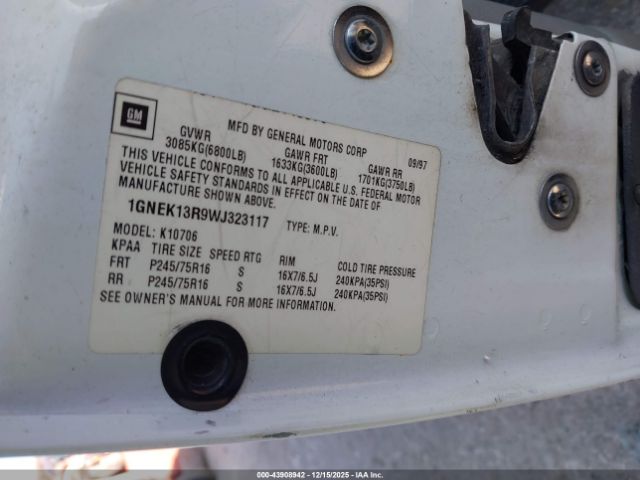 GM
MFD BY GENERAL MOTORS CORP 09/97
GVWR GAWR FRT GAWR RR
3085KG(6800LB) 1633KG(3600LB) 1701KG(3750LB)
THIS VEHICLE CONFORMS TO ALL APPLICABLE U.S. FEDERAL MOTOR
VEHICLE SAFETY STANDARDS IN EFFECT ON THE DATE OF
MANUFACTURE SHOWN ABOVE.
1GNEK13R9WJ323117 TYPE: M.P.V.
MODEL: K10706
KPAA TIRE SIZE SPEED RTG RIM COLD TIRE PRESSURE
FRT P245/75R16 S 16X7/6.5J 240KPA(35PSI)
RR P245/75R16 S 16X7/6.5J 240KPA(35PSI)
SEE OWNER'S MANUAL FOR MORE INFORMATION.
000-43908942 - 12/15/2025 - IAAI.COM